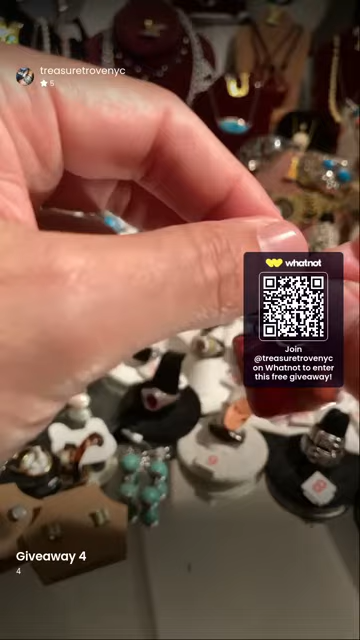 treasuretrovenyc
★ 5
whatnot
Join
@treasuretrovenyc
on Whatnot to enter
this free giveaway!
Giveaway 4
4